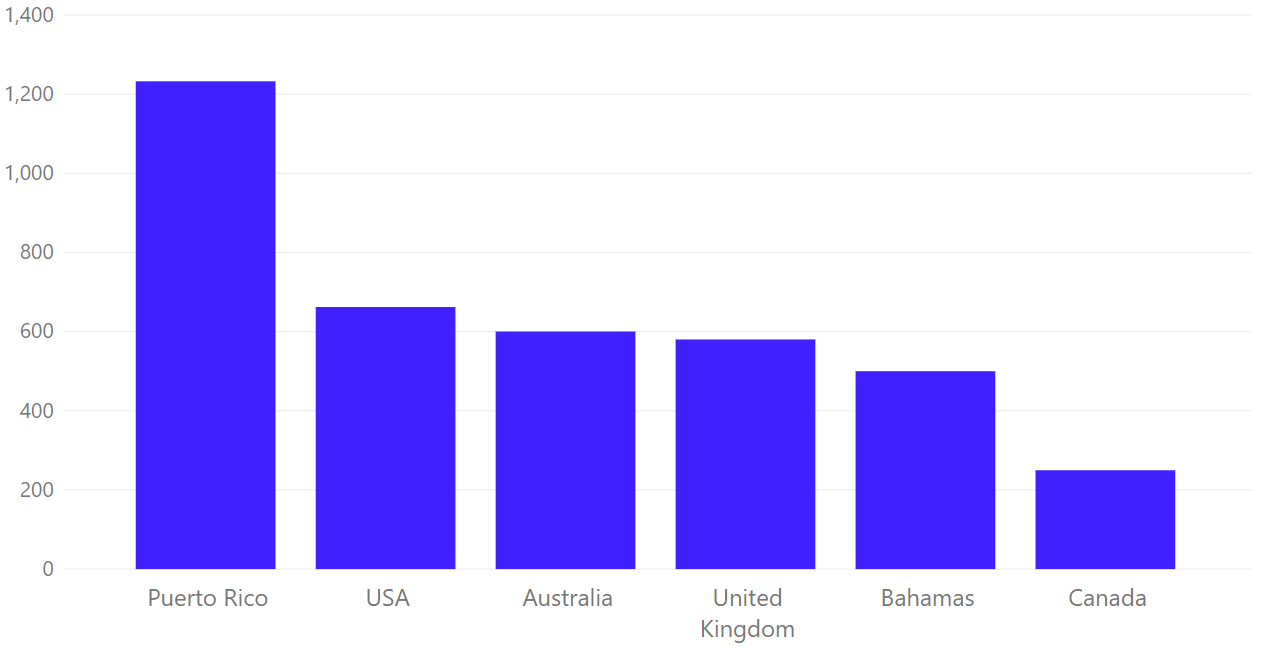 1,400
1,200
1,000
800
600
400
200
0
Puerto Rico
USA
Australia
United
Kingdom
Bahamas
Canada